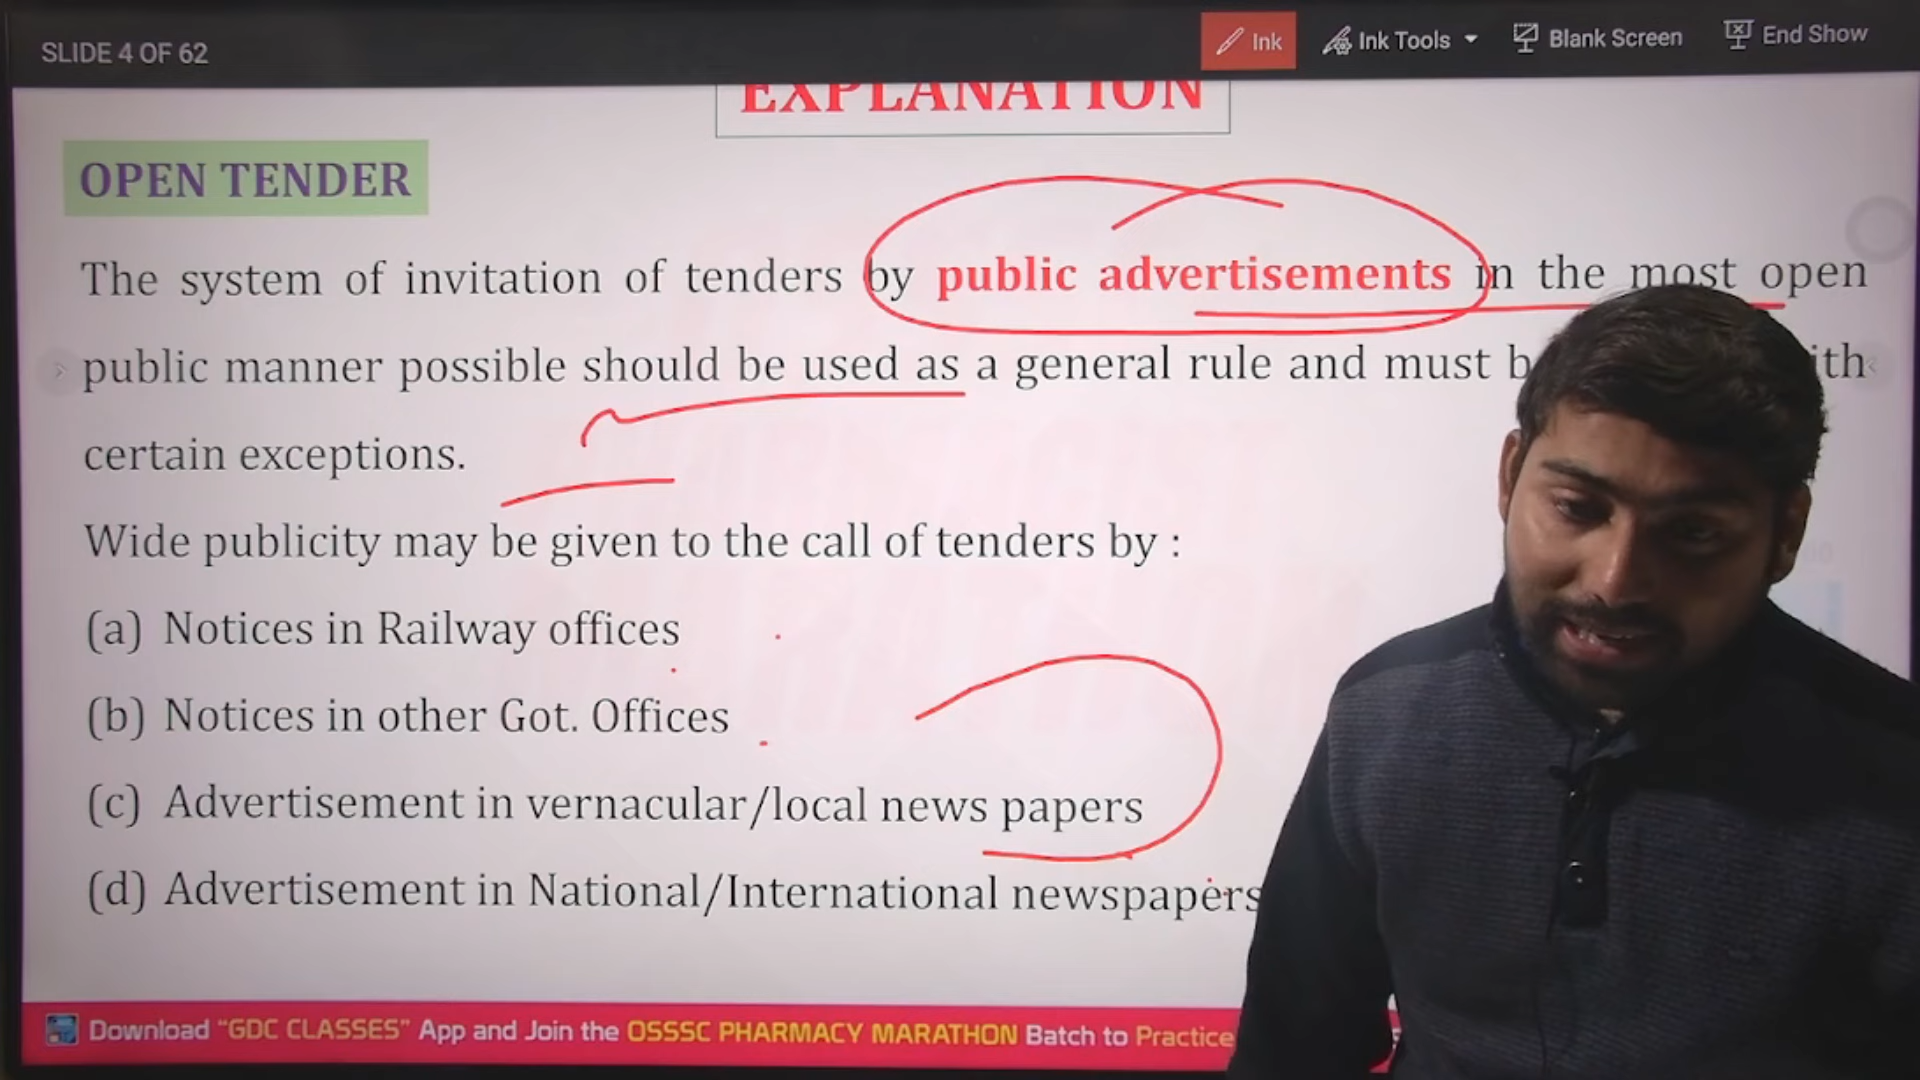 SLIDE 4 OF 62
Ink Ink Tools Blank Screen End Show
EXPLANATION
OPEN TENDER
The system of invitation of tenders by public advertisements in the most open
public manner possible should be used as a general rule and must b ith
certain exceptions.
Wide publicity may be given to the call of tenders by :
(a) Notices in Railway offices
(b) Notices in other Got. Offices
(c) Advertisement in vernacular/local news papers
(d) Advertisement in National/International newspapers
Download “GDC CLASSES” App and Join the OSSSC PHARMACY MARATHON Batch to Practice